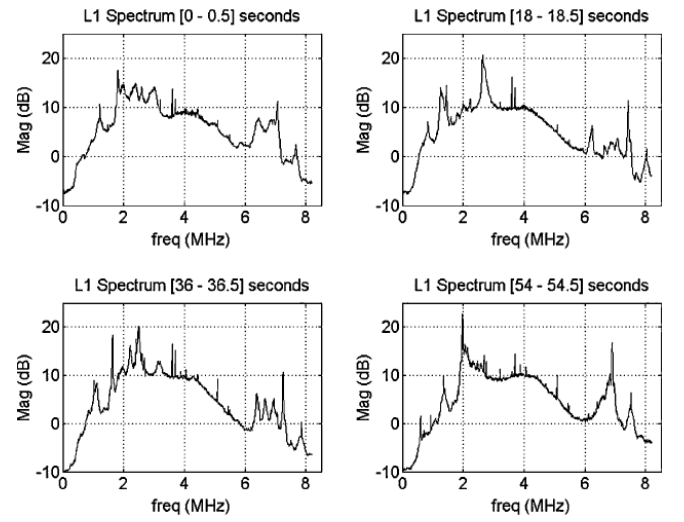 L1 Spectrum [0 - 0.5] seconds
Mag (dB)
20
10
0
-10
0 2 4 6 8
freq (MHz)
L1 Spectrum [18 - 18.5] seconds
Mag (dB)
20
10
0
-10
0 2 4 6 8
freq (MHz)
L1 Spectrum [36 - 36.5] seconds
Mag (dB)
20
10
0
-10
0 2 4 6 8
freq (MHz)
L1 Spectrum [54 - 54.5] seconds
Mag (dB)
20
10
0
-10
0 2 4 6 8
freq (MHz)